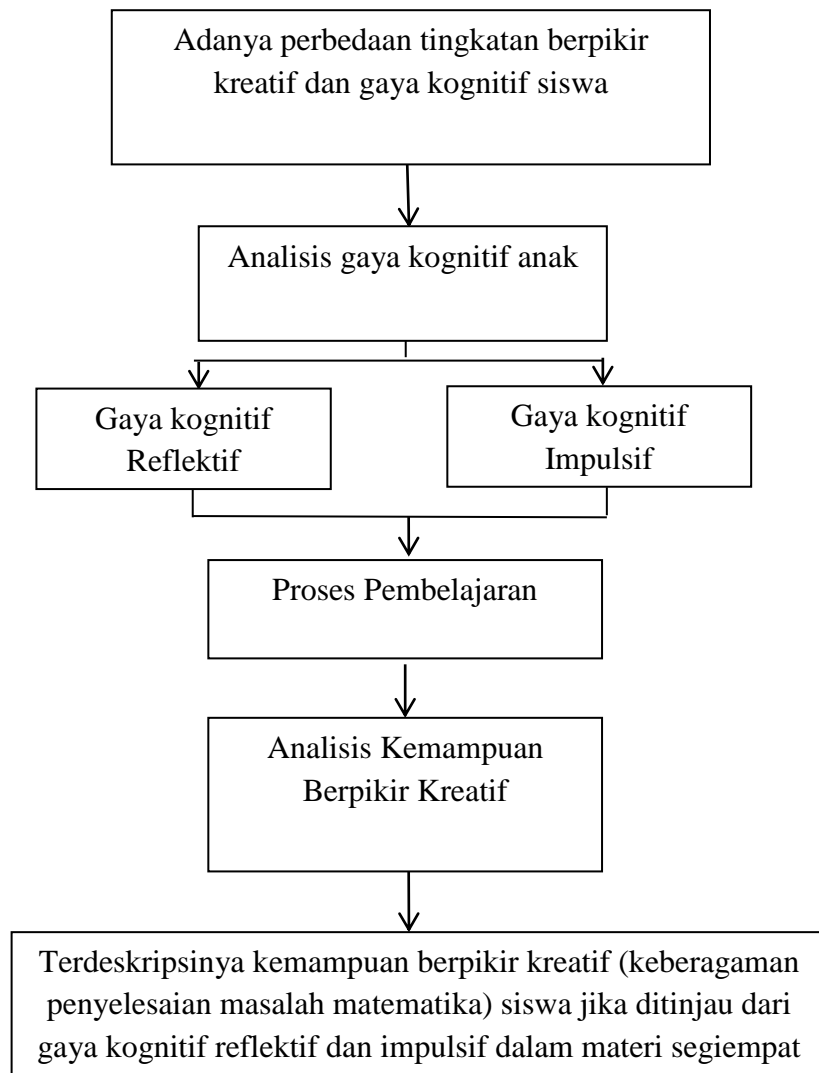 Adanya perbedaan tingkatan berpikir
kreatif dan gaya kognitif siswa
Analisis gaya kognitif anak
Gaya kognitif
Reflektif
Gaya kognitif
Impulsif
Proses Pembelajaran
Analisis Kemampuan
Berpikir Kreatif
Terdeskripsinya kemampuan berpikir kreatif (keberagaman
penyelesaian masalah matematika) siswa jika ditinjau dari
gaya kognitif reflektif dan impulsif dalam materi segiempat